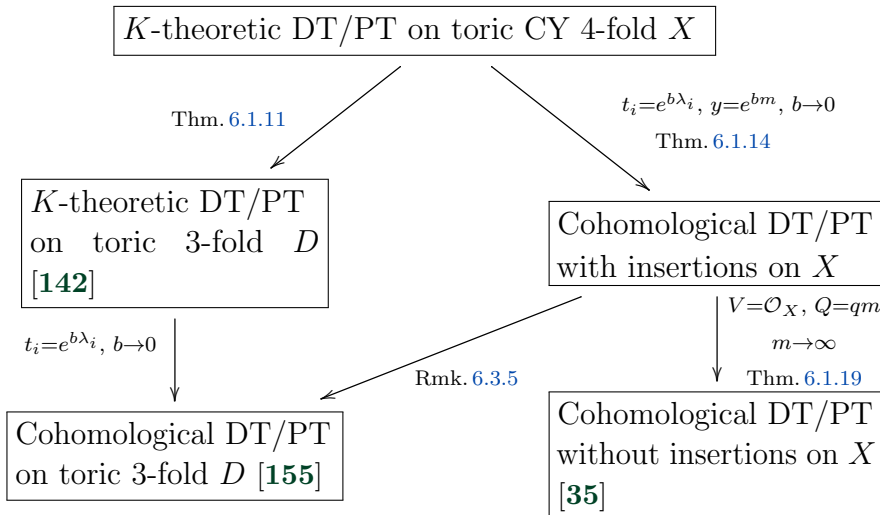 K-theoretic DT/PT on toric CY 4-fold X
t_i=e^{bλ_i}, y=e^{bm}, b→0
Thm. 6.1.11
Thm. 6.1.14
K-theoretic DT/PT
on toric 3-fold D
[142]
Cohomological DT/PT
with insertions on X
V=𝒪_X, Q=qm
t_i=e^{bλ_i}, b→0
m→∞
Rmk. 6.3.5
Thm. 6.1.19
Cohomological DT/PT
on toric 3-fold D [155]
Cohomological DT/PT
without insertions on X
[35]